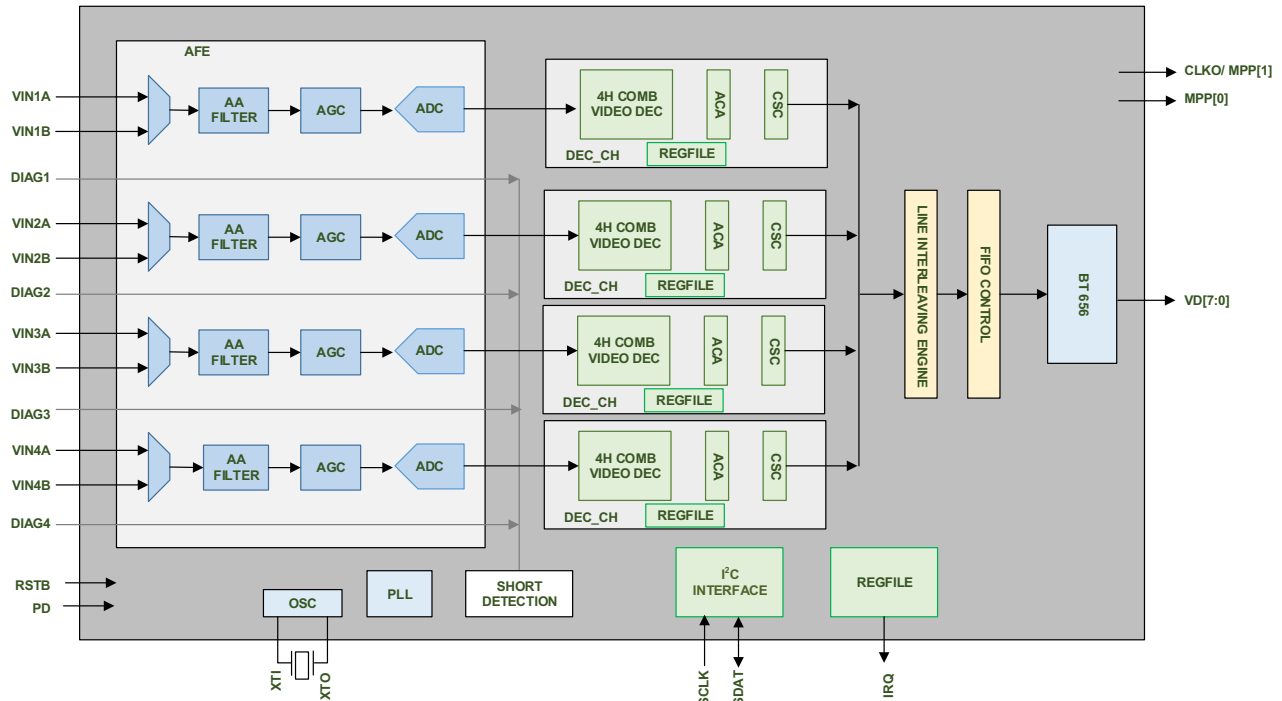 AFE
VIN1A
VIN1B
AA
FILTER
AGC
ADC
4H COMB
VIDEO DEC
ACA
CSC
DEC_CH
REGFILE
CLKO/ MPP[1]
MPP[0]
DIAG1
VIN2A
VIN2B
AA
FILTER
AGC
ADC
4H COMB
VIDEO DEC
ACA
CSC
DEC_CH
REGFILE
DIAG2
VIN3A
VIN3B
AA
FILTER
AGC
ADC
4H COMB
VIDEO DEC
ACA
CSC
DEC_CH
REGFILE
DIAG3
VIN4A
VIN4B
AA
FILTER
AGC
ADC
4H COMB
VIDEO DEC
ACA
CSC
DEC_CH
REGFILE
DIAG4
LINE INTERLEAVING ENGINE
FIFO CONTROL
BT 656
VD[7:0]
RSTB
PD
OSC
PLL
SHORT
DETECTION
I²C
INTERFACE
REGFILE
XTI
XTO
SCLK
SDAT
IRQ